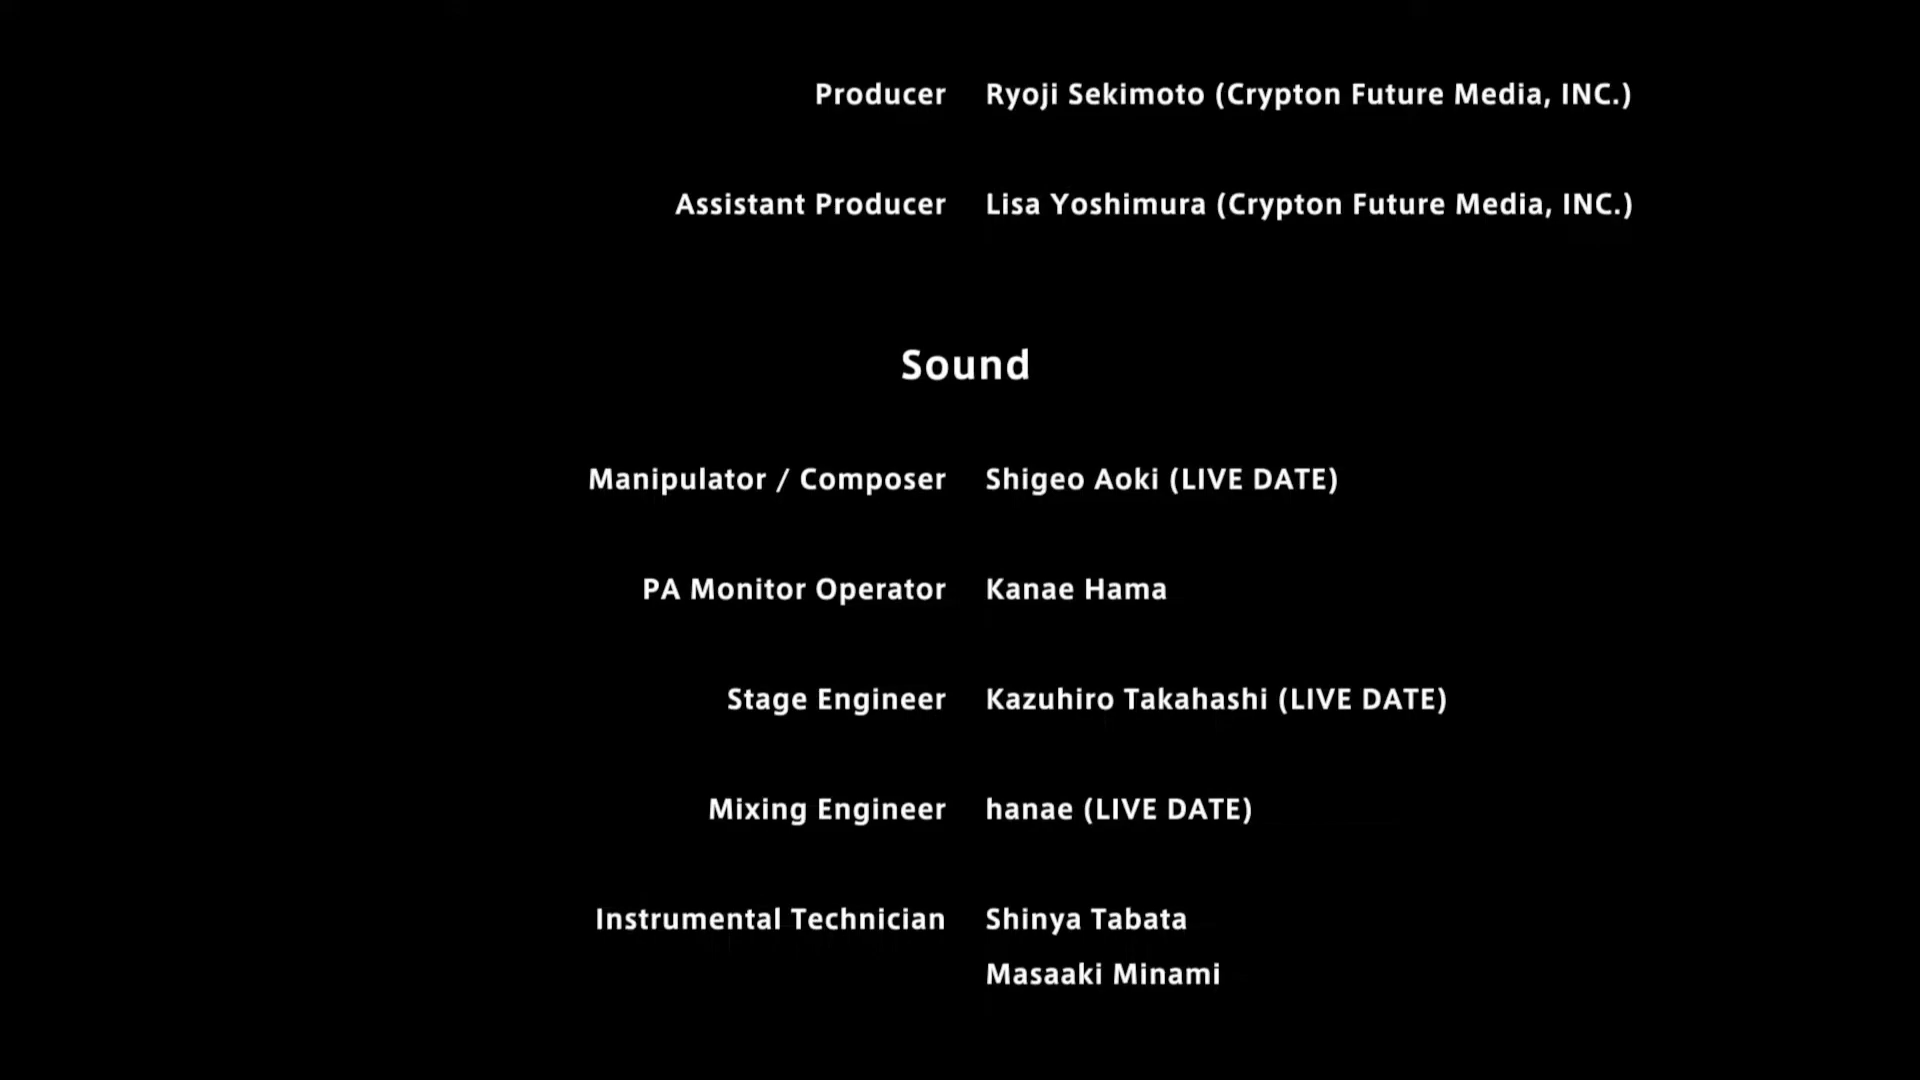 Producer Ryoji Sekimoto (Crypton Future Media, INC.)
Assistant Producer Lisa Yoshimura (Crypton Future Media, INC.)
Sound
Manipulator / Composer Shigeo Aoki (LIVE DATE)
PA Monitor Operator Kanae Hama
Stage Engineer Kazuhiro Takahashi (LIVE DATE)
Mixing Engineer hanae (LIVE DATE)
Instrumental Technician Shinya Tabata
Masaaki Minami